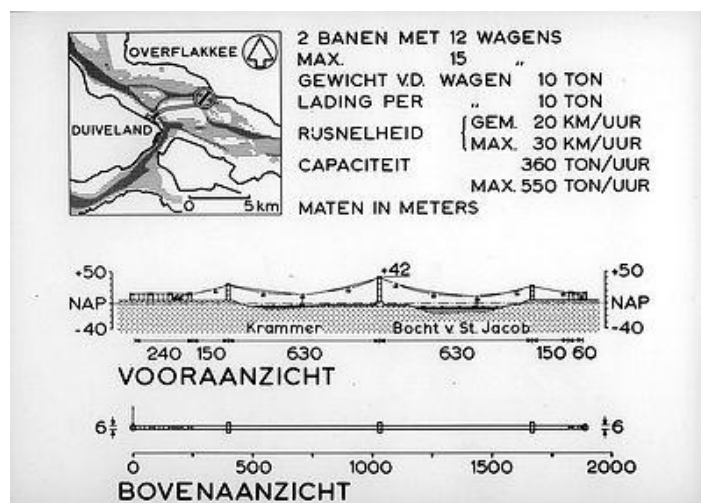 OVERFLAKKEE
DUIVELAND
0 5 km
2 BANEN MET 12 WAGENS
MAX. 15 "
GEWICHT V.D. WAGEN 10 TON
LADING PER " 10 TON
RIJSNELHEID { GEM. 20 KM/UUR
MAX. 30 KM/UUR
CAPACITEIT 360 TON/UUR
MAX. 550 TON/UUR
MATEN IN METERS
+50 +42 +50
NAP NAP
-40 Krammer Bocht v. St. Jacob -40
240 150 630 630 150 60
VOORAANZICHT
6 6
0 500 1000 1500 2000
BOVENAANZICHT